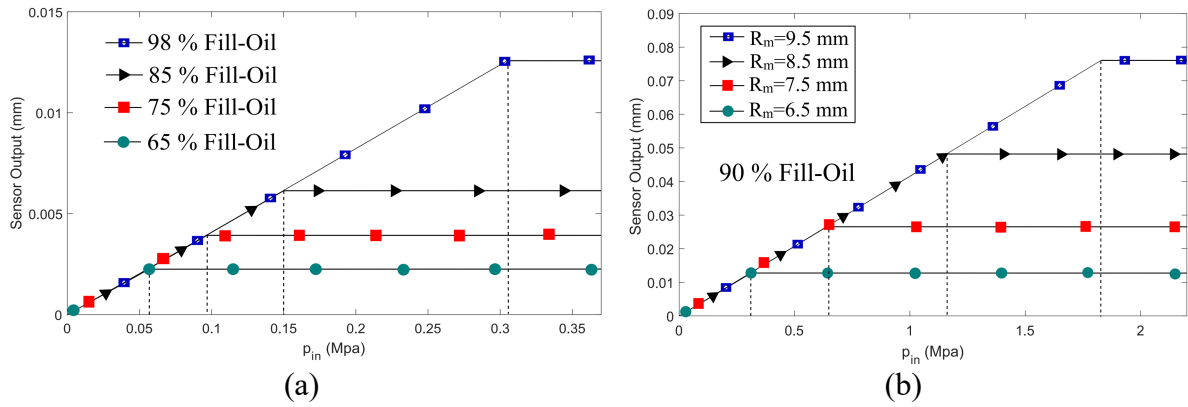 0.015
0.01
0.005
0
Sensor Output (mm)
98 % Fill-Oil
85 % Fill-Oil
75 % Fill-Oil
65 % Fill-Oil
0 0.05 0.1 0.15 0.2 0.25 0.3 0.35
p_in (Mpa)
(a)
0.09
0.08
0.07
0.06
0.05
0.04
0.03
0.02
0.01
0
Sensor Output (mm)
R_m=9.5 mm
R_m=8.5 mm
R_m=7.5 mm
R_m=6.5 mm
90 % Fill-Oil
0 0.5 1 1.5 2
p_in (Mpa)
(b)